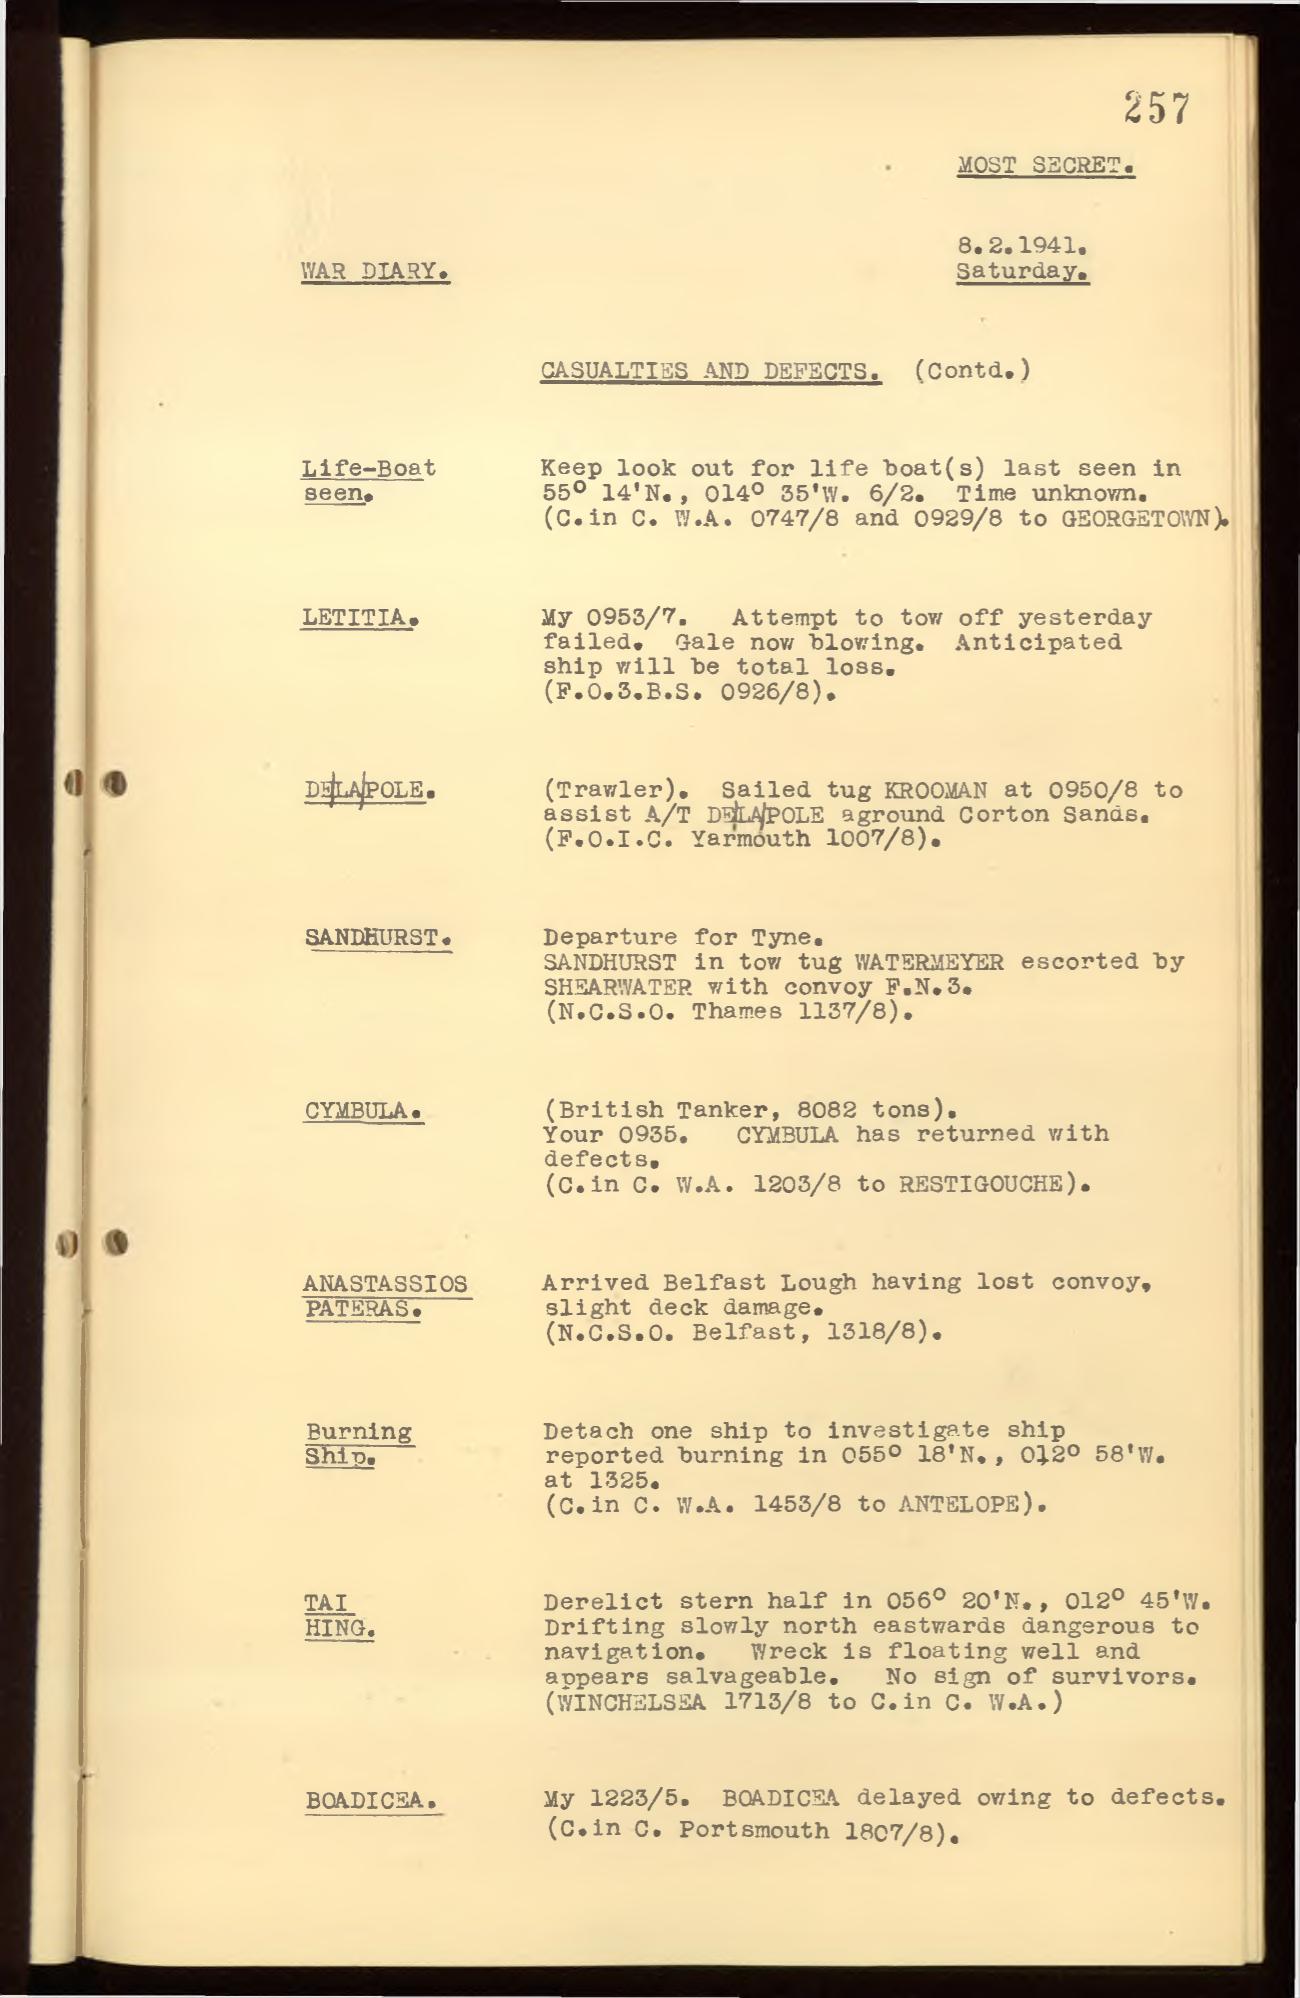 257
MOST SECRET.
8.2.1941.
WAR DIARY. Saturday.
CASUALTIES AND DEFECTS. (Contd.)
Life-Boat Keep look out for life boat(s) last seen in
seen. 55° 14'N., 014° 35'W. 6/2. Time unknown.
(C.in C. W.A. 0747/8 and 0929/8 to GEORGETOWN).
LETITIA. My 0953/7. Attempt to tow off yesterday
failed. Gale now blowing. Anticipated
ship will be total loss.
(F.O.3.B.S. 0926/8).
DE/LA/POLE. (Trawler). Sailed tug KROOMAN at 0950/8 to
assist A/T DE/LA/POLE aground Corton Sands.
(F.O.I.C. Yarmouth 1007/8).
SANDHURST. Departure for Tyne.
SANDHURST in tow tug WATERMEYER escorted by
SHEARWATER with convoy F.N.3.
(N.C.S.O. Thames 1137/8).
CYMBULA. (British Tanker, 8082 tons).
Your 0935. CYMBULA has returned with
defects.
(C.in C. W.A. 1203/8 to RESTIGOUCHE).
ANASTASSIOS Arrived Belfast Lough having lost convoy,
PATERAS. slight deck damage.
(N.C.S.O. Belfast, 1318/8).
Burning Detach one ship to investigate ship
Ship. reported burning in 055° 18'N., 012° 58'W.
at 1325.
(C.in C. W.A. 1453/8 to ANTELOPE).
TAI Derelict stern half in 056° 20'N., 012° 45'W.
HING. Drifting slowly north eastwards dangerous to
navigation. Wreck is floating well and
appears salvageable. No sign of survivors.
(WINCHELSEA 1713/8 to C.in C. W.A.)
BOADICEA. My 1223/5. BOADICEA delayed owing to defects.
(C.in C. Portsmouth 1807/8).